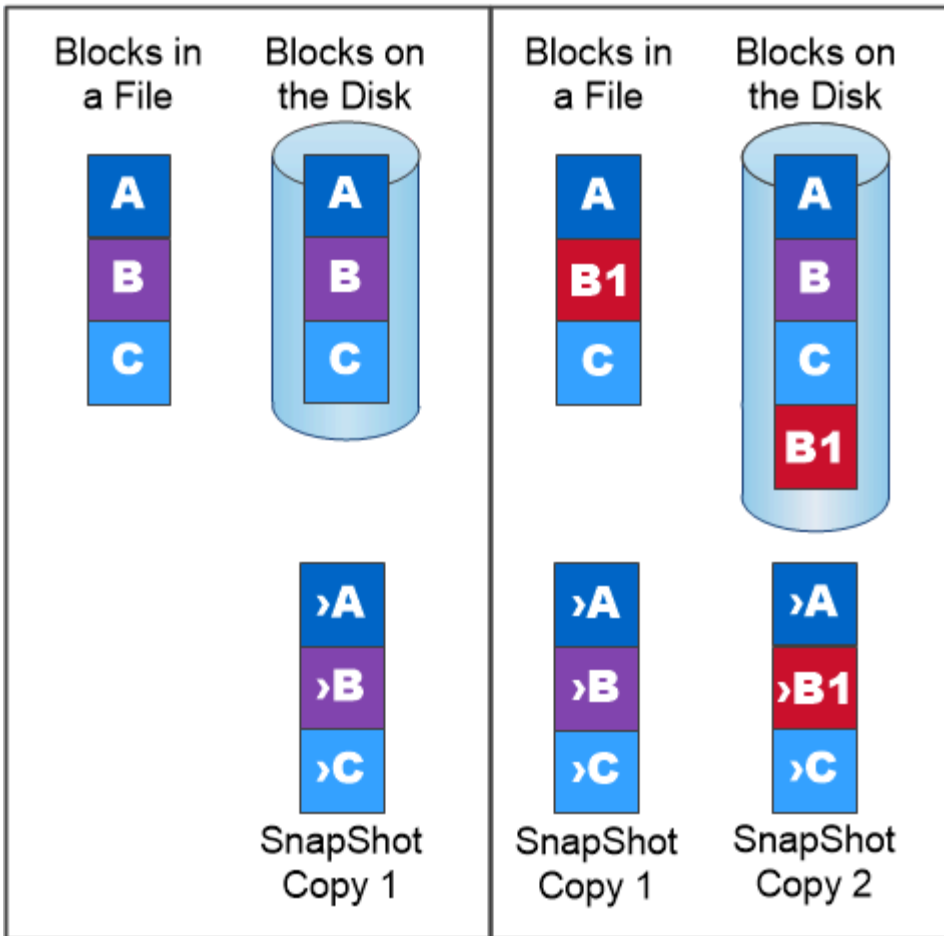 Blocks in
a File
Blocks on
the Disk
A
B
C
A
B
C
›A
›B
›C
SnapShot
Copy 1
Blocks in
a File
Blocks on
the Disk
A
B1
C
A
B
C
B1
›A
›B
›C
SnapShot
Copy 1
›A
›B1
›C
SnapShot
Copy 2